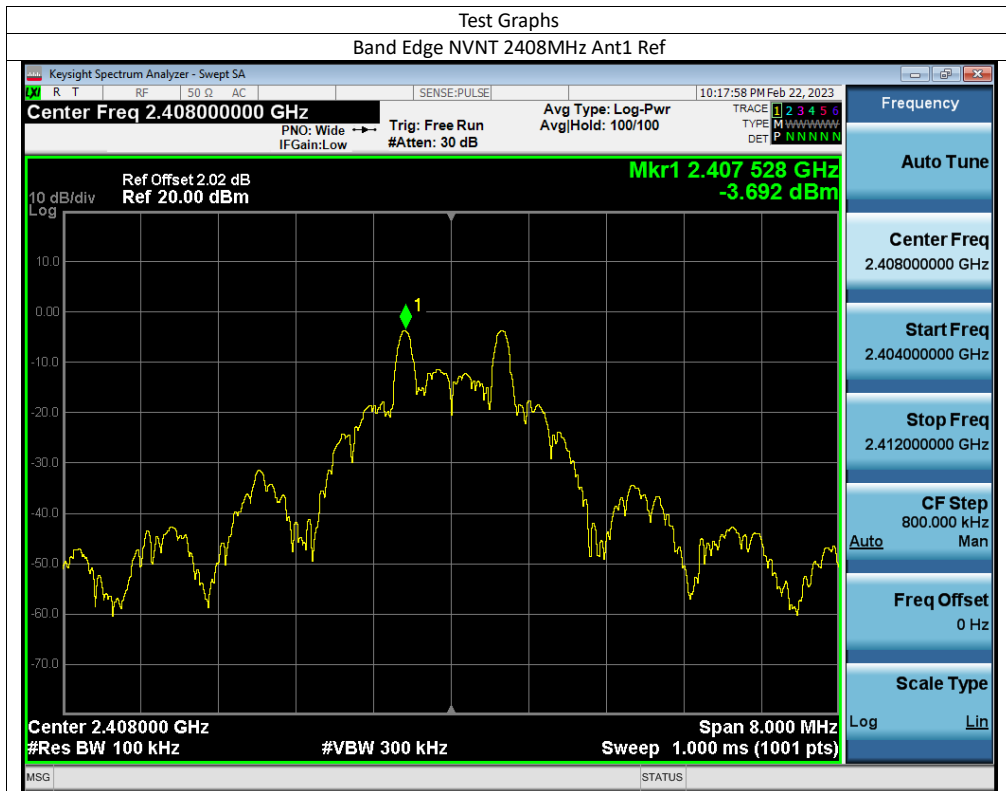 Test Graphs
Band Edge NVNT 2408MHz Ant1 Ref
Keysight Spectrum Analyzer - Swept SA
LXI R T RF 50 Ω AC SENSE:PULSE 10:17:58 PM Feb 22, 2023
Center Freq 2.408000000 GHz
PNO: Wide
IFGain:Low
Trig: Free Run
#Atten: 30 dB
Avg Type: Log-Pwr
Avg|Hold: 100/100
TRACE 1 2 3 4 5 6
TYPE M WWWWW
DET P N N N N N
Frequency
Auto Tune
Center Freq
2.408000000 GHz
Start Freq
2.404000000 GHz
Stop Freq
2.412000000 GHz
CF Step
800.000 kHz
Auto Man
Freq Offset
0 Hz
Scale Type
Log Lin
Mkr1 2.407 528 GHz
-3.692 dBm
Ref Offset 2.02 dB
10 dB/div Ref 20.00 dBm
Log
10.0
0.00
-10.0
-20.0
-30.0
-40.0
-50.0
-60.0
-70.0
1
Center 2.408000 GHz Span 8.000 MHz
#Res BW 100 kHz #VBW 300 kHz Sweep 1.000 ms (1001 pts)
MSG STATUS